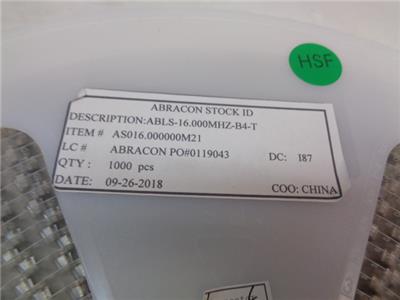 HSF
ABRACON STOCK ID
DESCRIPTION:ABLS-16.000MHZ-B4-T
ITEM # AS016.000000M21
LC # ABRACON PO#0119043 DC: I87
QTY : 1000 pcs
DATE: 09-26-2018 COO: CHINA